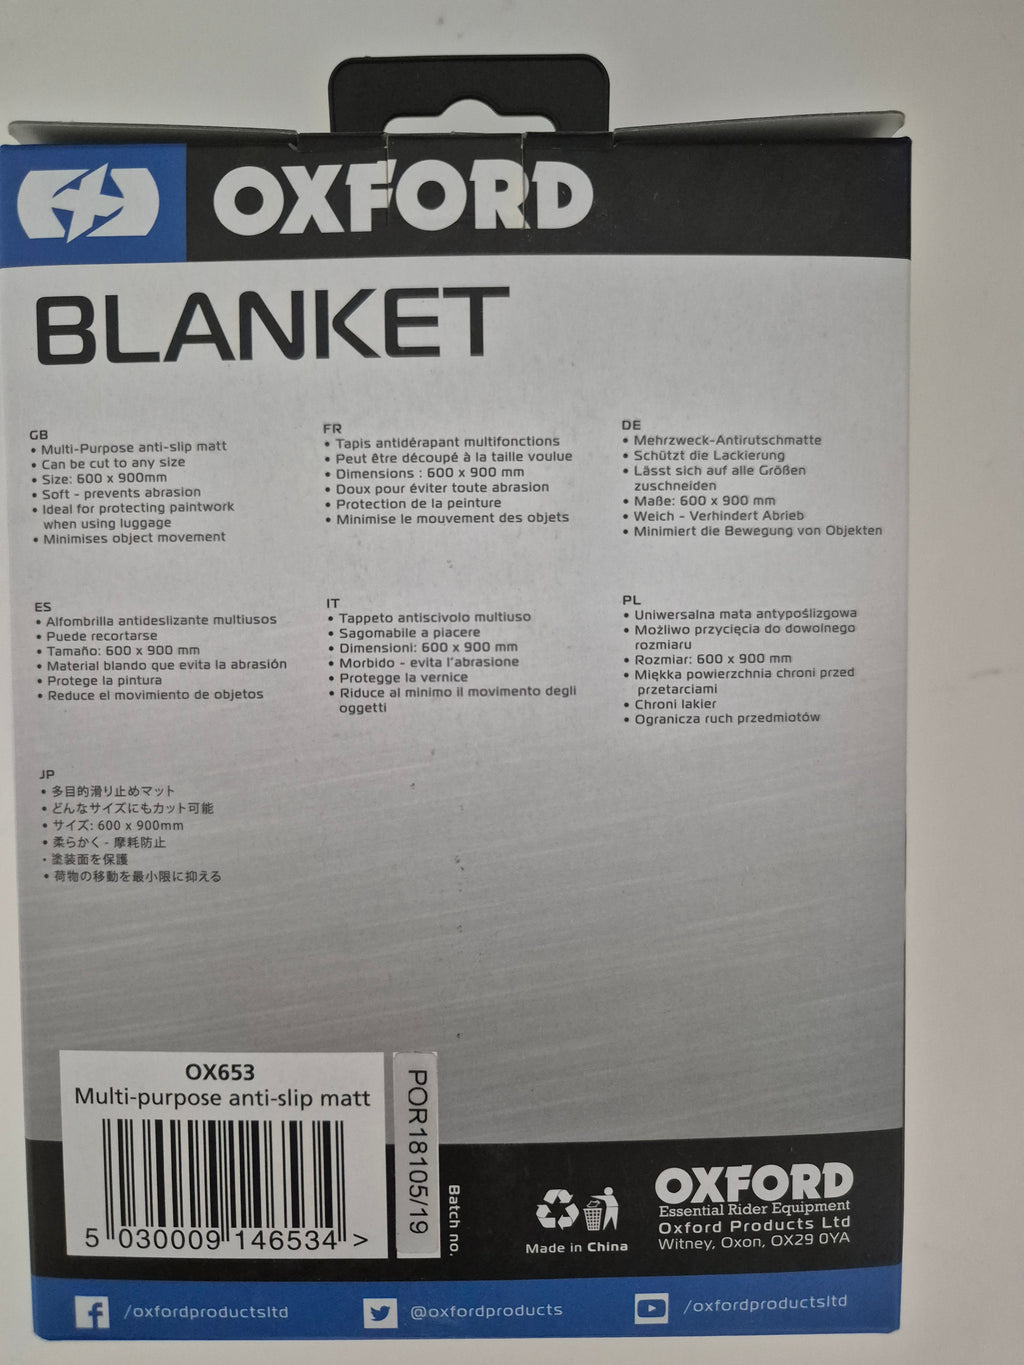 OXFORD
BLANKET
GB
• Multi-Purpose anti-slip matt
• Can be cut to any size
• Size: 600 x 900mm
• Soft - prevents abrasion
• Ideal for protecting paintwork
when using luggage
• Minimises object movement
FR
• Tapis antidérapant multifonctions
• Peut être découpé à la taille voulue
• Dimensions : 600 x 900 mm
• Doux pour éviter toute abrasion
• Protection de la peinture
• Minimise le mouvement des objets
DE
• Mehrzweck-Antirutschmatte
• Schützt die Lackierung
• Lässt sich auf alle Größen
zuschneiden
• Maße: 600 x 900 mm
• Weich - Verhindert Abrieb
• Minimiert die Bewegung von Objekten
ES
• Alfombrilla antideslizante multiusos
• Puede recortarse
• Tamaño: 600 x 900 mm
• Material blando que evita la abrasión
• Protege la pintura
• Reduce el movimiento de objetos
IT
• Tappeto antiscivolo multiuso
• Sagomabile a piacere
• Dimensioni: 600 x 900 mm
• Morbido - evita l'abrasione
• Protegge la vernice
• Riduce al minimo il movimento degli
oggetti
PL
• Uniwersalna mata antypoślizgowa
• Możliwo przycięcia do dowolnego
rozmiaru
• Rozmiar: 600 x 900 mm
• Miękka powierzchnia chroni przed
przetarciami
• Chroni lakier
• Ogranicza ruch przedmiotów
JP
• 多目的滑り止めマット
• どんなサイズにもカット可能
• サイズ: 600 x 900mm
• 柔らかく - 摩耗防止
· 塗装面を保護
• 荷物の移動を最小限に抑える
OX653
Multi-purpose anti-slip matt
5 030009 146534 >
POR18105/19
Batch no.
Made in China
OXFORD
Essential Rider Equipment
Oxford Products Ltd
Witney, Oxon, OX29 0YA
/oxfordproductsltd
@oxfordproducts
/oxfordproductsltd